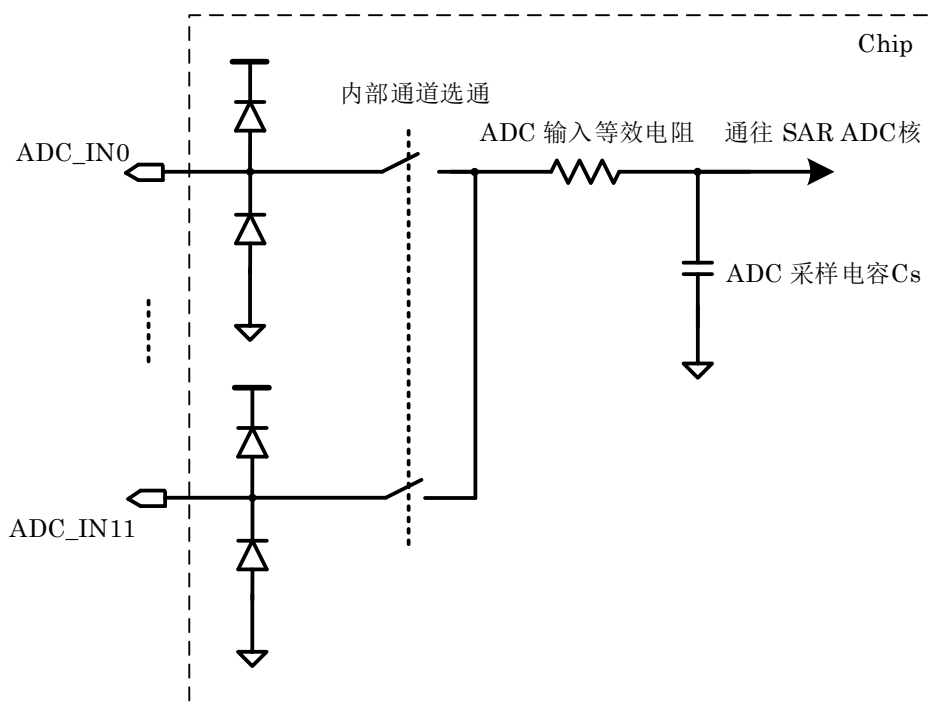 Chip
内部通道选通
ADC 输入等效电阻
通往 SAR ADC核
ADC_IN0
ADC 采样电容Cs
ADC_IN11